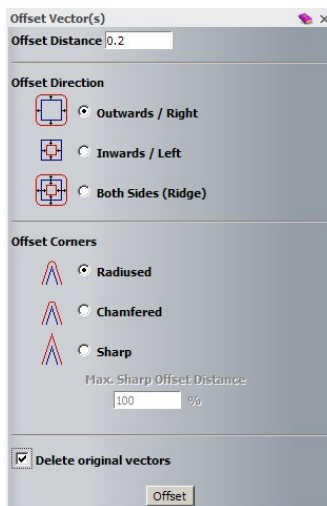 Offset Vector(s)
Offset Distance 0.2
Offset Direction
Outwards / Right
Inwards / Left
Both Sides (Ridge)
Offset Corners
Radiused
Chamfered
Sharp
Max. Sharp Offset Distance
100 %
Delete original vectors
Offset